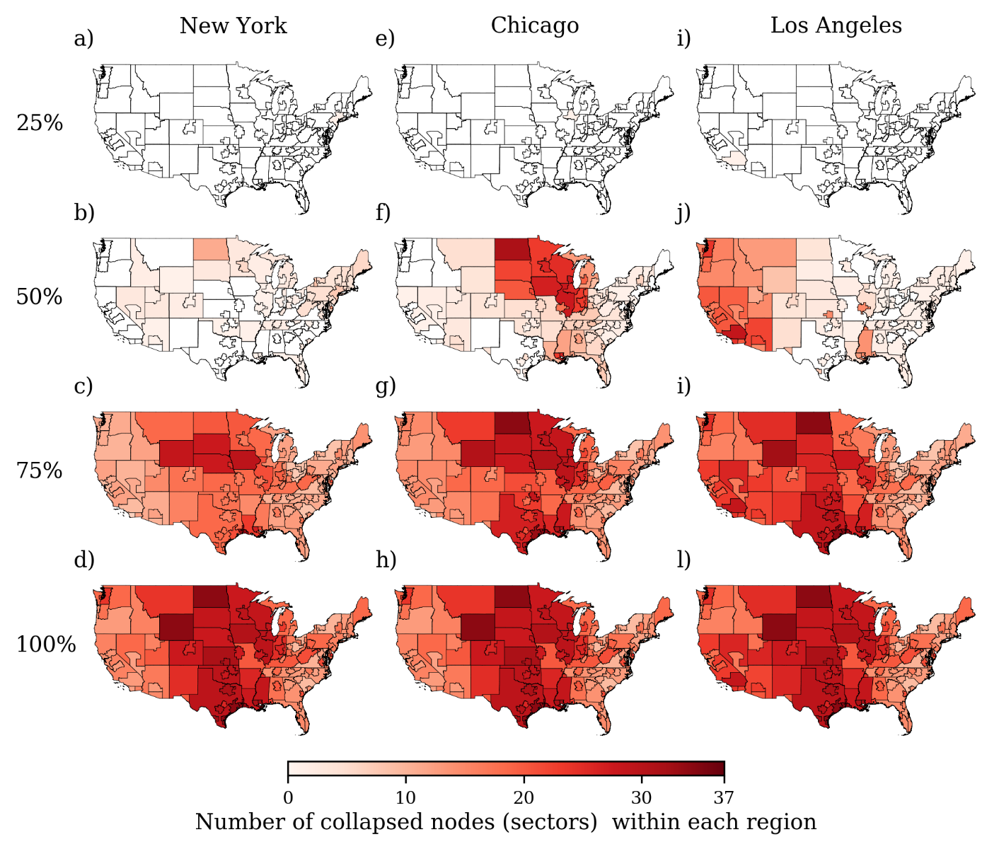 New York
Chicago
Los Angeles
a)
e)
i)
25%
b)
f)
j)
50%
c)
g)
i)
75%
d)
h)
l)
100%
0
10
20
30
37
Number of collapsed nodes (sectors)  within each region